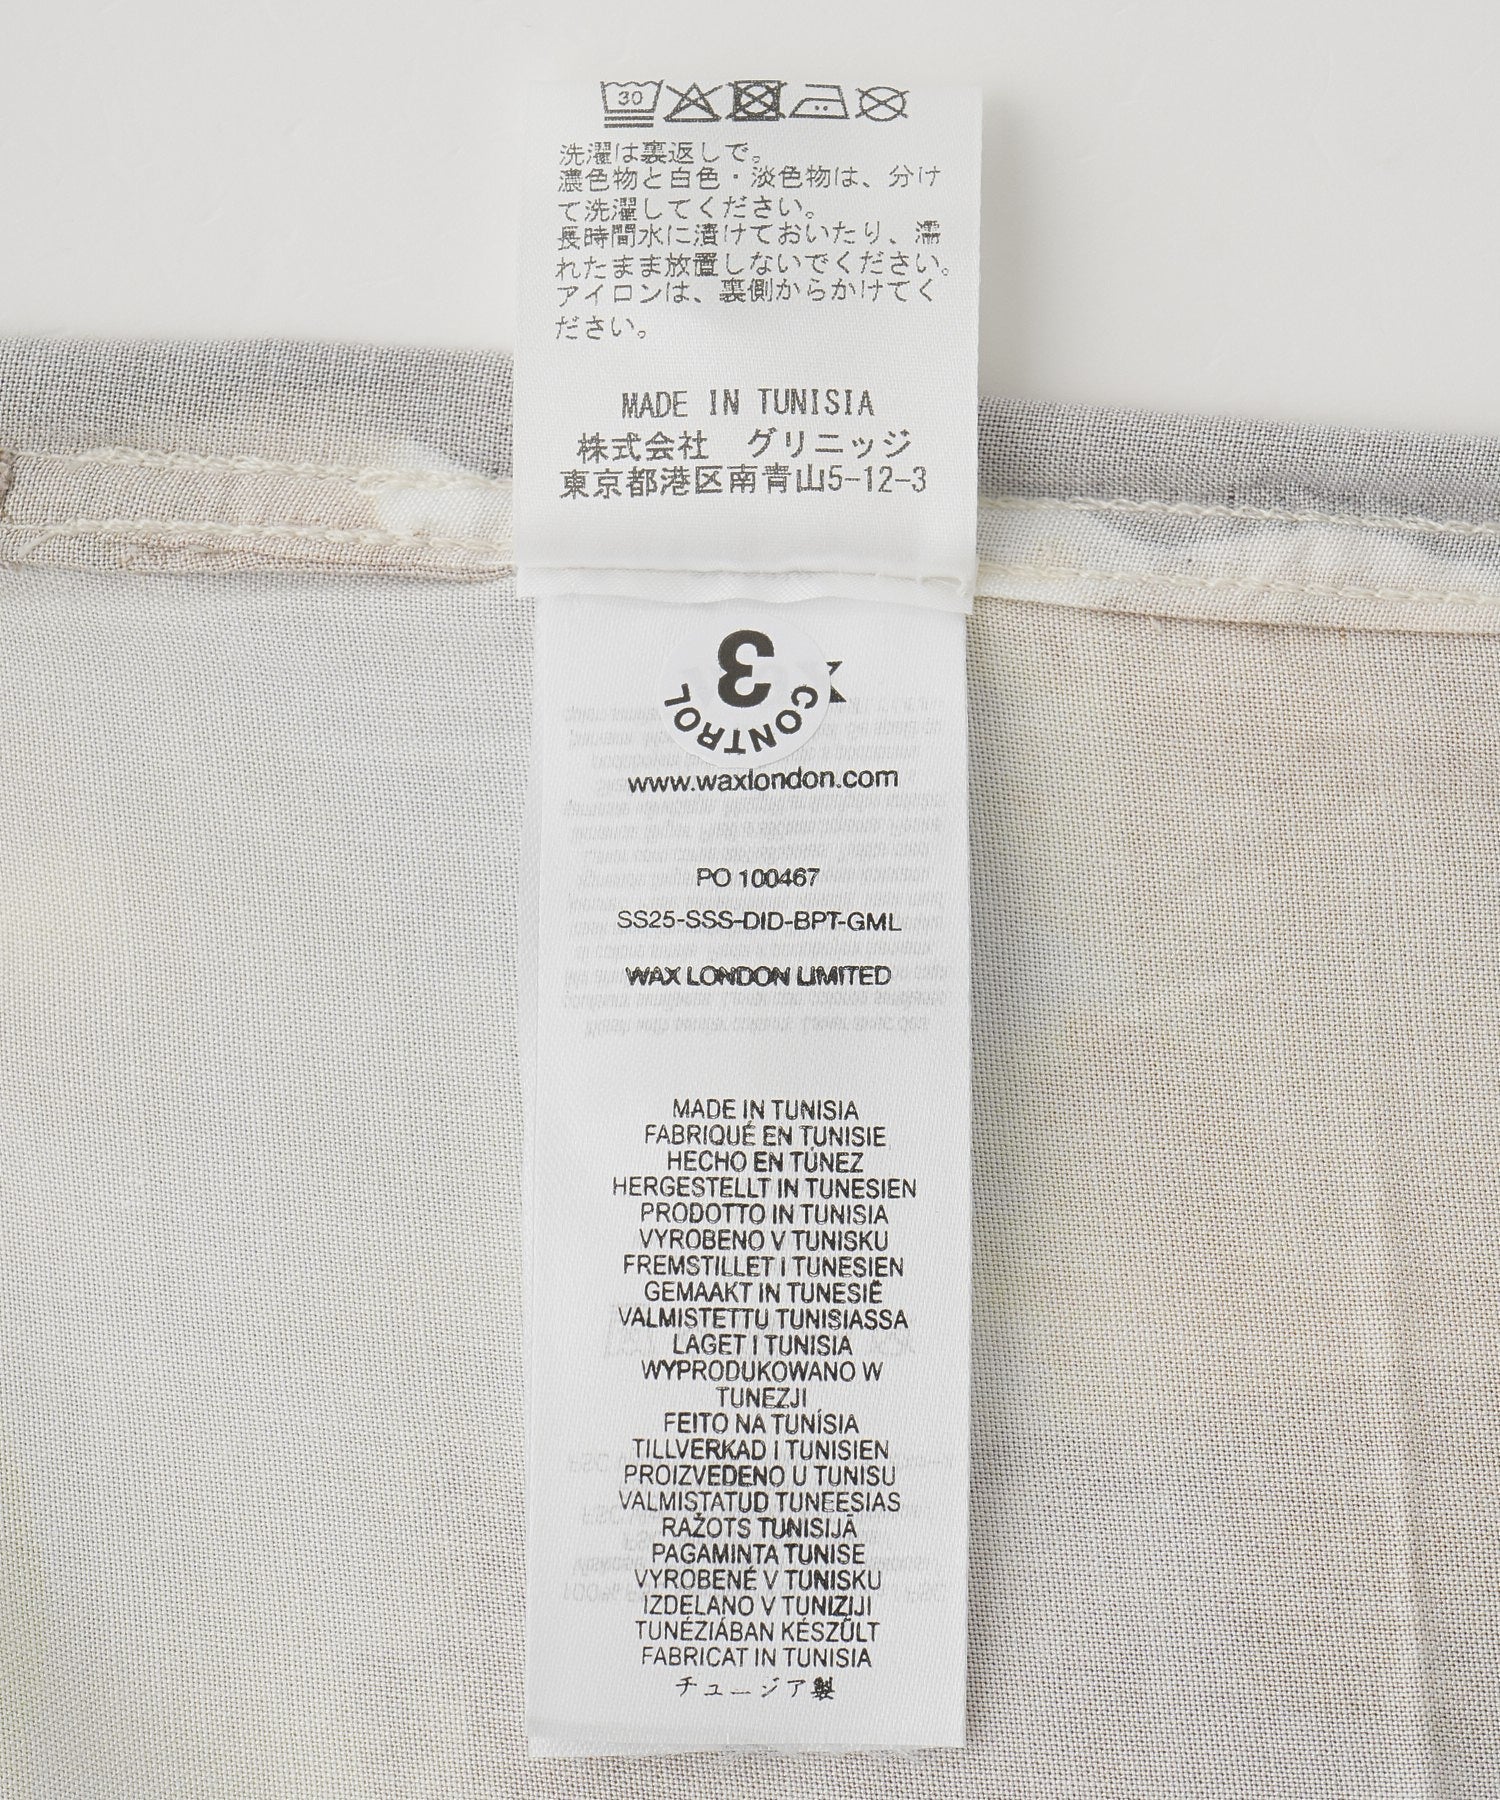 30
洗濯は裏返しで。
濃色物と白色・淡色物は、分け
て洗濯してください。
長時間水に漬けておいたり、濡
れたまま放置しないでください。
アイロンは、裏側からかけてく
ださい。
MADE IN TUNISIA
株式会社 グリニッジ
東京都港区南青山5-12-3
3
CONTROL
www.waxlondon.com
PO 100467
SS25-SSS-DID-BPT-GML
WAX LONDON LIMITED
MADE IN TUNISIA
FABRIQUÉ EN TUNISIE
HECHO EN TÚNEZ
HERGESTELLT IN TUNESIEN
PRODOTTO IN TUNISIA
VYROBENO V TUNISKU
FREMSTILLET I TUNESIEN
GEMAAKT IN TUNESIË
VALMISTETTU TUNISIASSA
LAGET I TUNISIA
WYPRODUKOWANO W
TUNEZJI
FEITO NA TUNÍSIA
TILLVERKAD I TUNISIEN
PROIZVEDENO U TUNISU
VALMISTATUD TUNEESIAS
RAŽOTS TUNISIJĀ
PAGAMINTA TUNISE
VYROBENÉ V TUNISKU
IZDELANO V TUNIZIJI
TUNÉZIÁBAN KÉSZÜLT
FABRICAT IN TUNISIA
チュニジア製